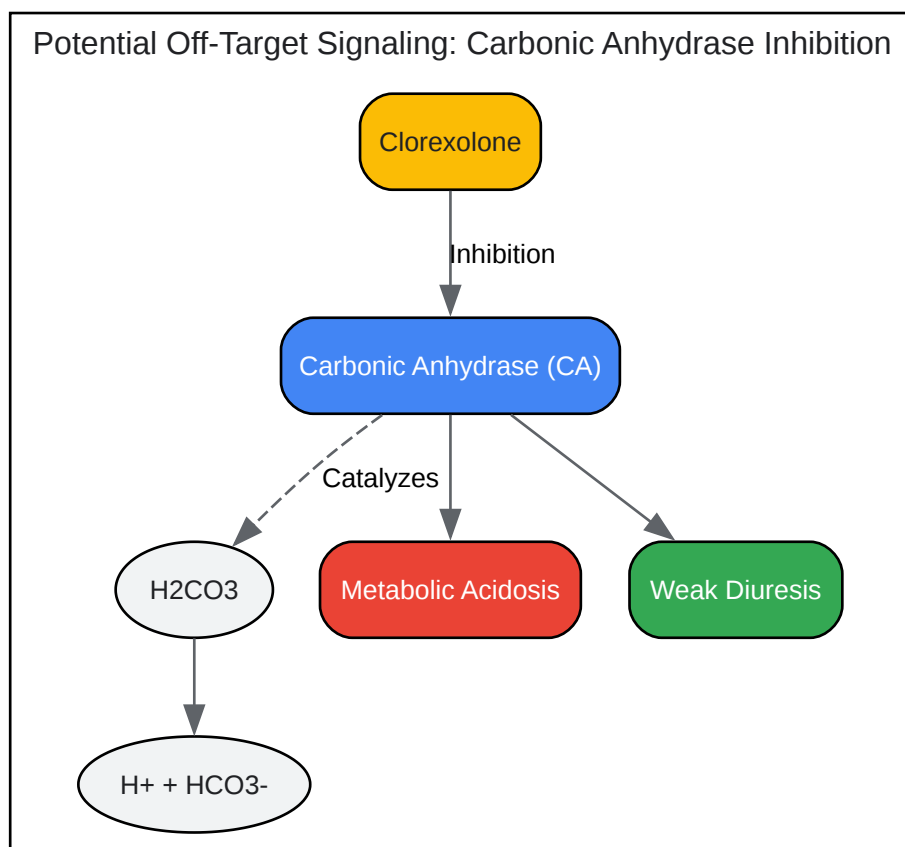 Potential Off-Target Signaling: Carbonic Anhydrase Inhibition
Clorexolone
Inhibition
Carbonic Anhydrase (CA)
Catalyzes
H2CO3
Metabolic Acidosis
Weak Diuresis
H+ + HCO3-